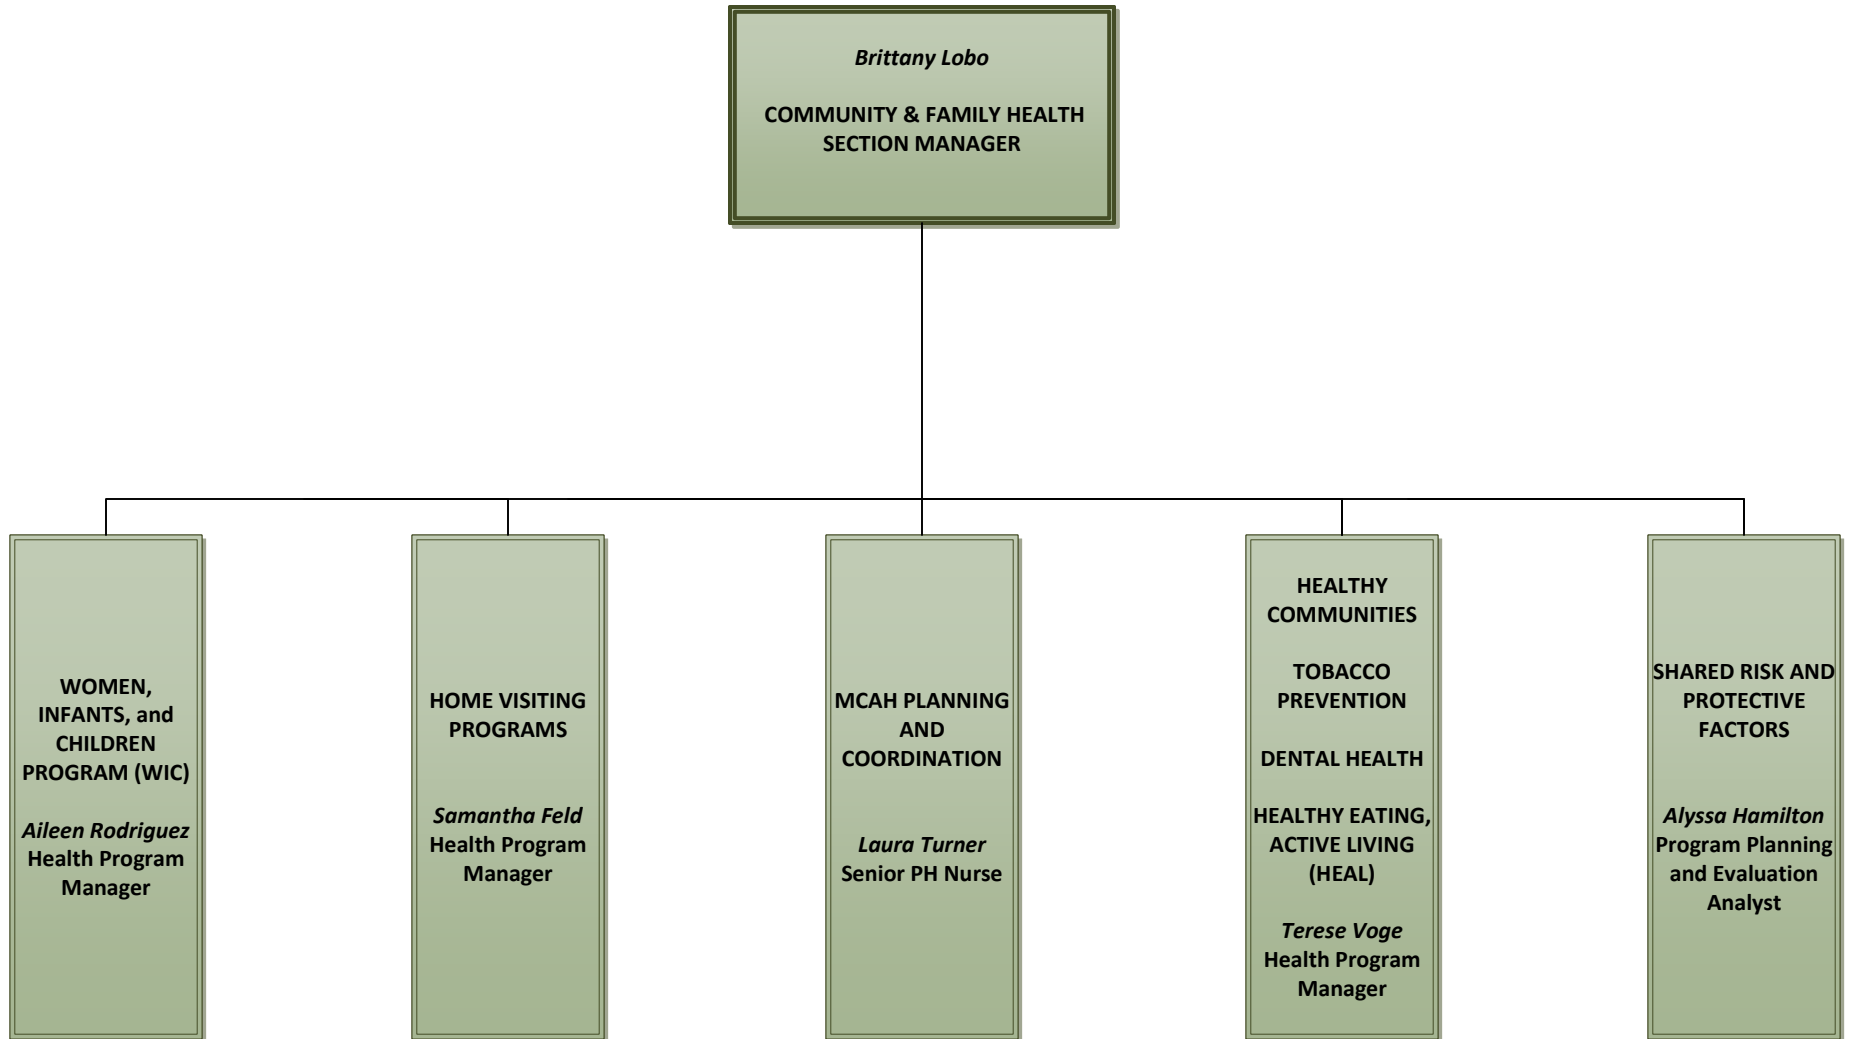 Brittany Lobo
COMMUNITY & FAMILY HEALTH
SECTION MANAGER
WOMEN,
INFANTS, and
CHILDREN
PROGRAM (WIC)
Aileen Rodriguez
Health Program
Manager
HOME VISITING
PROGRAMS
Samantha Feld
Health Program
Manager
MCAH PLANNING
AND
COORDINATION
Laura Turner
Senior PH Nurse
HEALTHY
COMMUNITIES
TOBACCO
PREVENTION
DENTAL HEALTH
HEALTHY EATING,
ACTIVE LIVING
(HEAL)
Terese Voge
Health Program
Manager
SHARED RISK AND
PROTECTIVE
FACTORS
Alyssa Hamilton
Program Planning
and Evaluation
Analyst